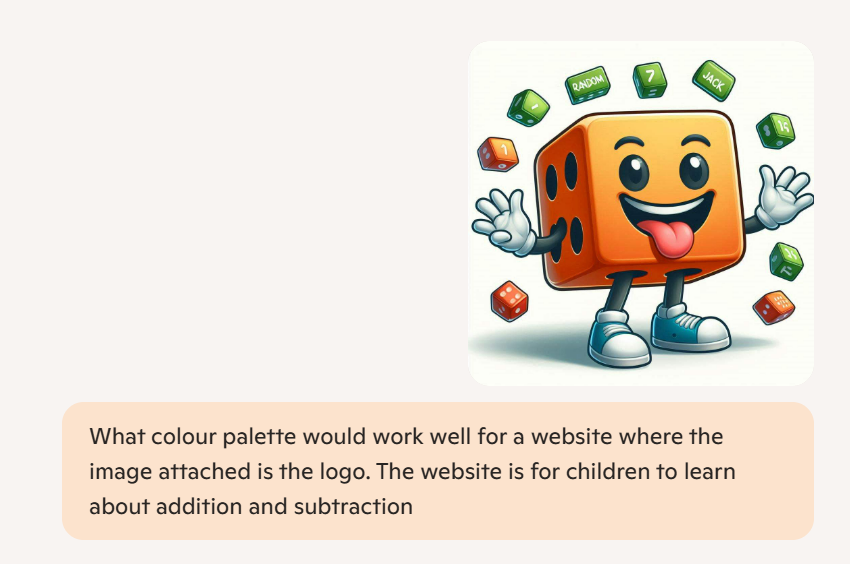 RANDOM
7
JACK
1
What colour palette would work well for a website where the
image attached is the logo. The website is for children to learn
about addition and subtraction